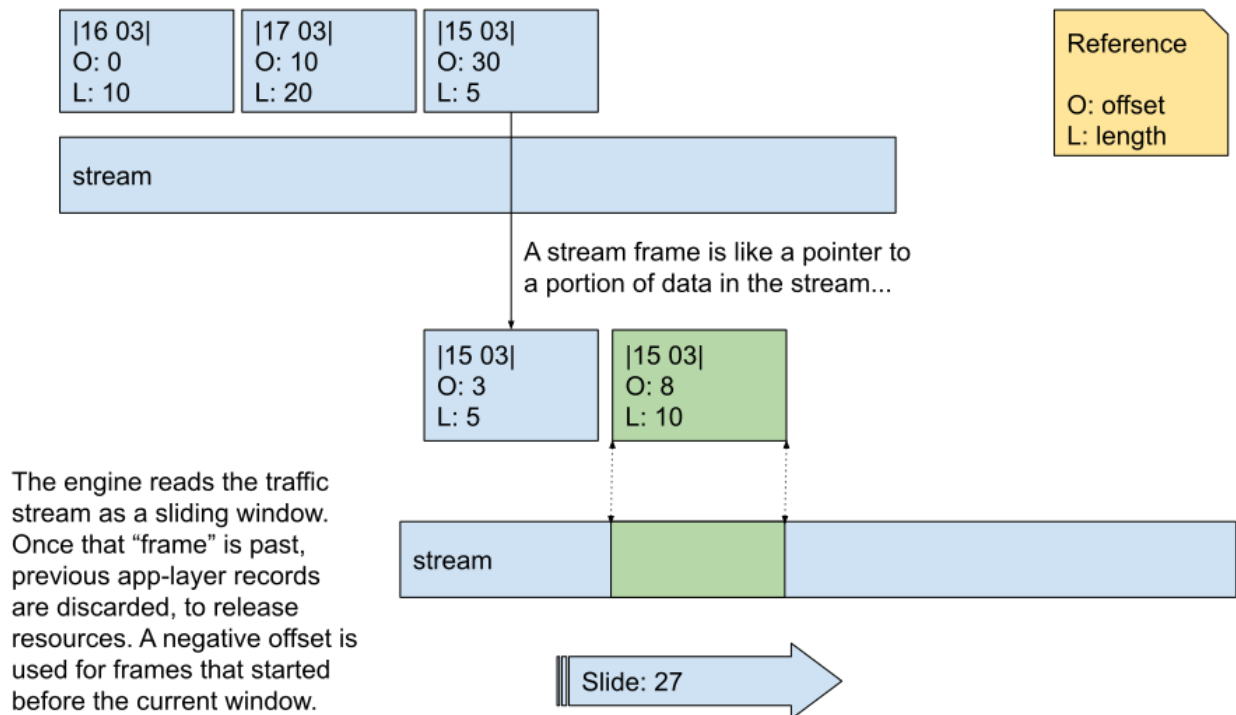 |16 03|
O: 0
L: 10
|17 03|
O: 10
L: 20
|15 03|
O: 30
L: 5
Reference
O: offset
L: length
stream
A stream frame is like a pointer to
a portion of data in the stream...
|15 03|
O: 3
L: 5
|15 03|
O: 8
L: 10
The engine reads the traffic
stream as a sliding window.
Once that “frame” is past,
previous app-layer records
are discarded, to release
resources. A negative offset is
used for frames that started
before the current window.
stream
Slide: 27